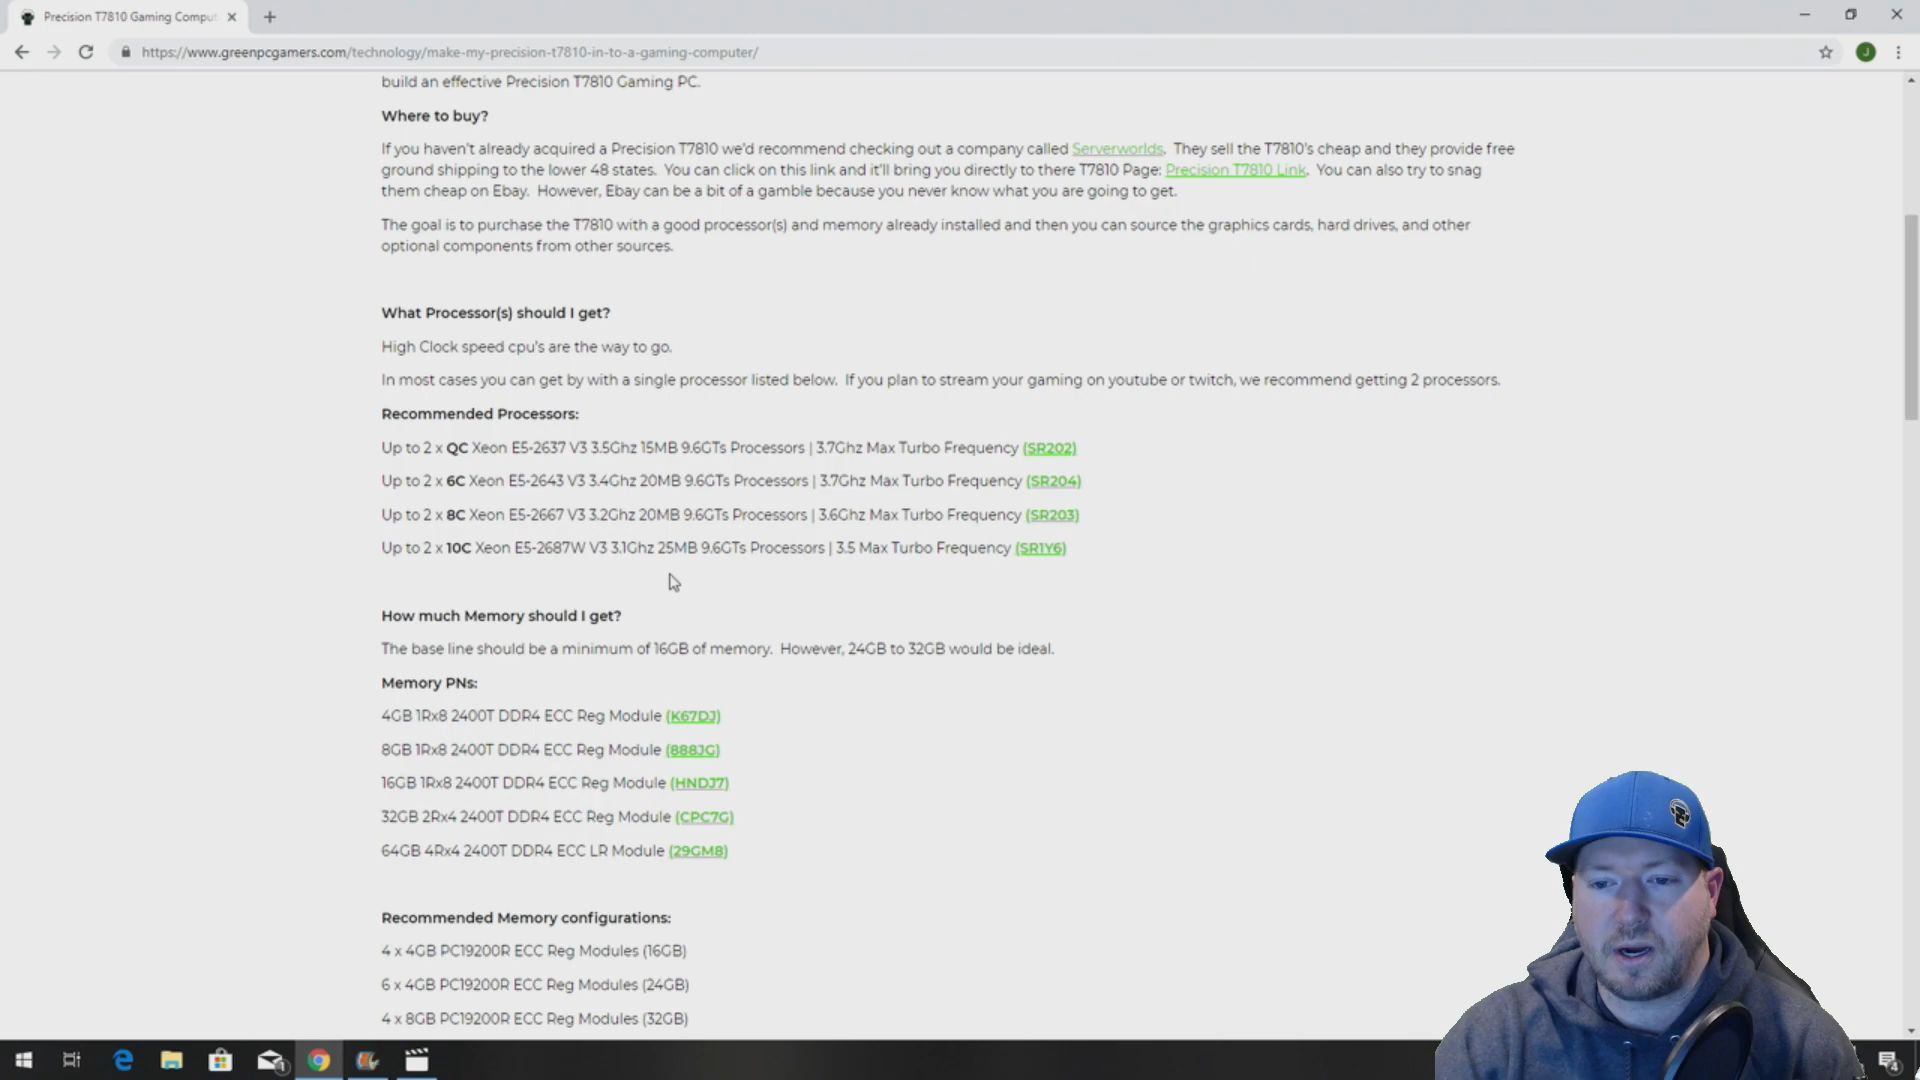 Precision T7810 Gaming Comput
https://www.greenpcgamers.com/technology/make-my-precision-t7810-in-to-a-gaming-computer/
J
build an effective Precision T7810 Gaming PC.
Where to buy?
If you haven't already acquired a Precision T7810 we'd recommend checking out a company called Serverworlds. They sell the T7810's cheap and they provide free
ground shipping to the lower 48 states. You can click on this link and it'll bring you directly to there T7810 Page: Precision T7810 Link. You can also try to snag
them cheap on Ebay. However, Ebay can be a bit of a gamble because you never know what you are going to get.
The goal is to purchase the T7810 with a good processor(s) and memory already installed and then you can source the graphics cards, hard drives, and other
optional components from other sources.
What Processor(s) should I get?
High Clock speed cpu's are the way to go.
In most cases you can get by with a single processor listed below. If you plan to stream your gaming on youtube or twitch, we recommend getting 2 processors.
Recommended Processors:
Up to 2 x QC Xeon E5-2637 V3 3.5Ghz 15MB 9.6GTs Processors | 3.7Ghz Max Turbo Frequency (SR202)
Up to 2 x 6C Xeon E5-2643 V3 3.4Ghz 20MB 9.6GTs Processors | 3.7Ghz Max Turbo Frequency (SR204)
Up to 2 x 8C Xeon E5-2667 V3 3.2Ghz 20MB 9.6GTs Processors | 3.6Ghz Max Turbo Frequency (SR203)
Up to 2 x 10C Xeon E5-2687W V3 3.1Ghz 25MB 9.6GTs Processors | 3.5 Max Turbo Frequency (SR1Y6)
How much Memory should I get?
The base line should be a minimum of 16GB of memory. However, 24GB to 32GB would be ideal.
Memory PNs:
4GB 1Rx8 2400T DDR4 ECC Reg Module (K67DJ)
8GB 1Rx8 2400T DDR4 ECC Reg Module (888JG)
16GB 1Rx8 2400T DDR4 ECC Reg Module (HNDJ7)
32GB 2Rx4 2400T DDR4 ECC Reg Module (CPC7G)
64GB 4Rx4 2400T DDR4 ECC LR Module (29GM8)
Recommended Memory configurations:
4 x 4GB PC19200R ECC Reg Modules (16GB)
6 x 4GB PC19200R ECC Reg Modules (24GB)
4 x 8GB PC19200R ECC Reg Modules (32GB)
1
4